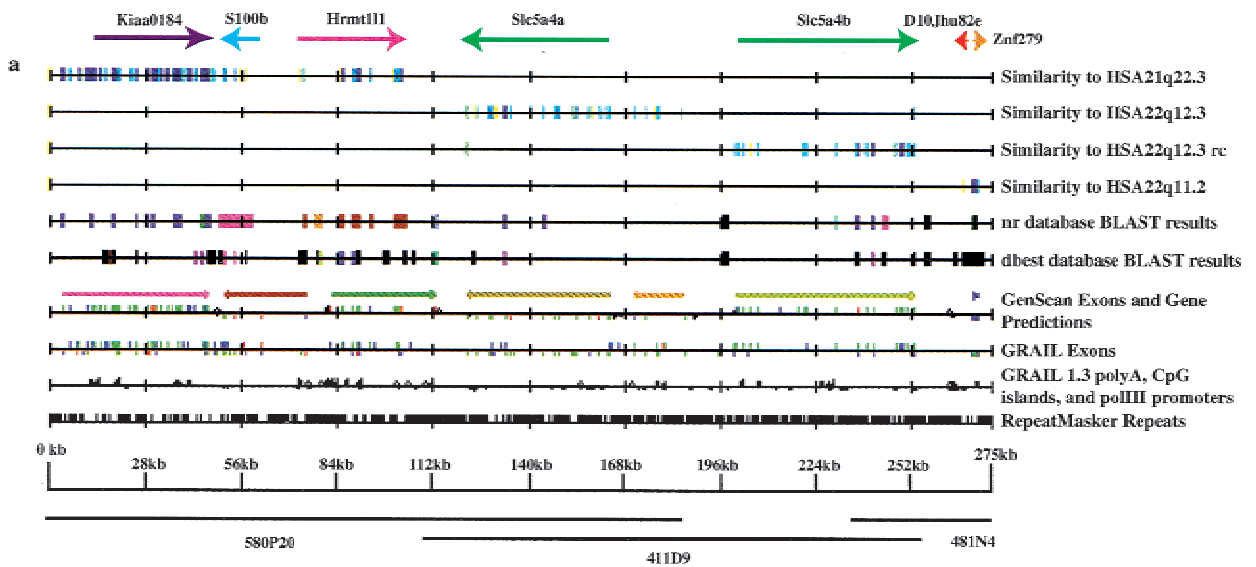 Kiaa0184 S100b Hrmt1l1 Slc5a4a Slc5a4b D10Jhu82e
Znf279
a
Similarity to HSA21q22.3
Similarity to HSA22q12.3
Similarity to HSA22q12.3 rc
Similarity to HSA22q11.2
nr database BLAST results
dbest database BLAST results
GenScan Exons and Gene
Predictions
GRAIL Exons
GRAIL 1.3 polyA, CpG
islands, and polIII promoters
RepeatMasker Repeats
0 kb 28kb 56kb 84kb 112kb 140kb 168kb 196kb 224kb 252kb 275kb
580P20 411D9 481N4